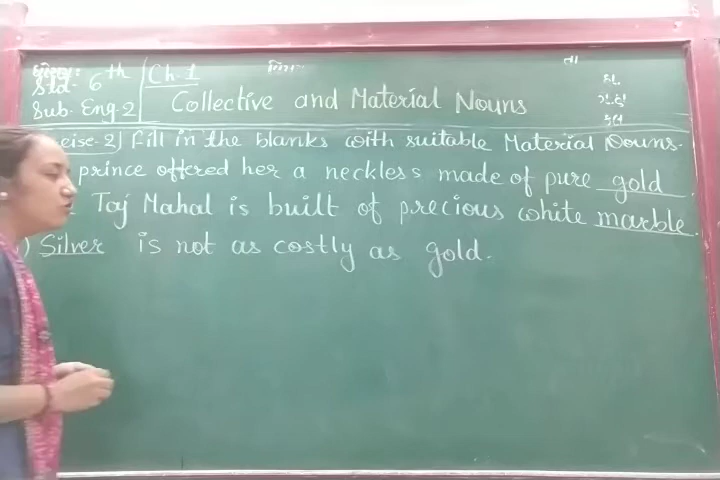 Std- 6th Ch-1
Sub. Eng-2 Collective and Material Nouns
eise-2) Fill in the blanks with suitable Material Nouns.
prince offered her a neckless made of pure gold.
Taj Mahal is built of precious white marble.
) Silver is not as costly as gold.